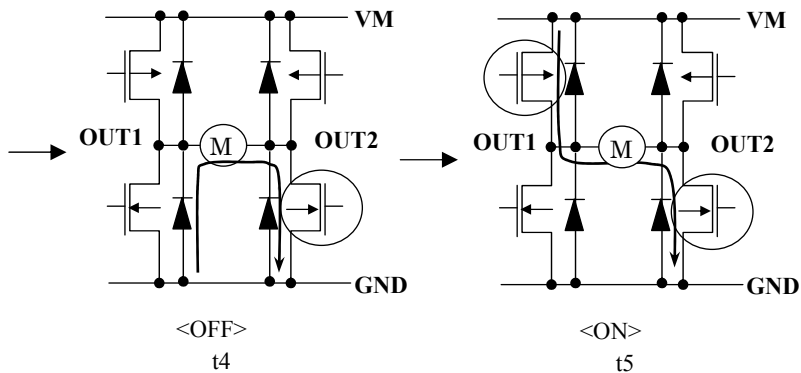 VM
OUT1
M
OUT2
GND
<OFF>
t4
VM
OUT1
M
OUT2
GND
<ON>
t5